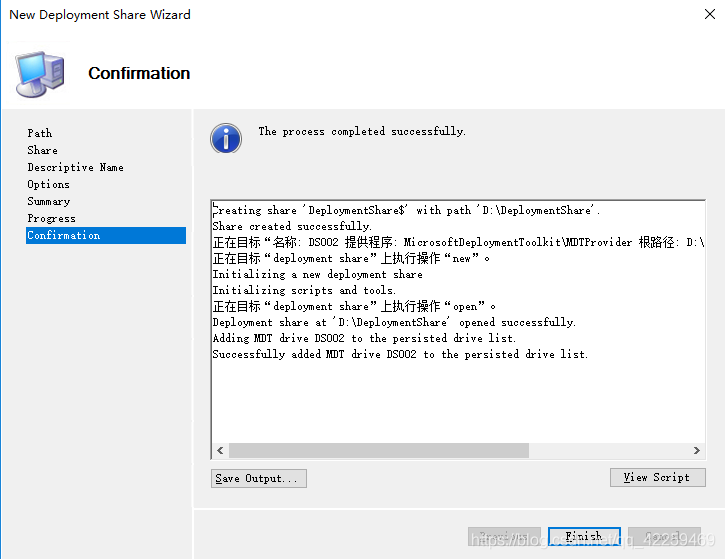 New Deployment Share Wizard
Confirmation
Path
Share
Descriptive Name
Options
Summary
Progress
Confirmation
The process completed successfully.
Creating share 'DeploymentShare$' with path 'D:\DeploymentShare'.
Share created successfully.
正在目标“名称: DS002 提供程序: MicrosoftDeploymentToolkit\MDTProvider 根路径: D:\
正在目标“deployment share”上执行操作“new”。
Initializing a new deployment share
Initializing scripts and tools.
正在目标“deployment share”上执行操作“open”。
Deployment share at 'D:\DeploymentShare' opened successfully.
Adding MDT drive DS002 to the persisted drive list.
Successfully added MDT drive DS002 to the persisted drive list.
Save Output...
View Script
Previous
Finish
Cancel
https://blog.csdn.net/qq_42289469